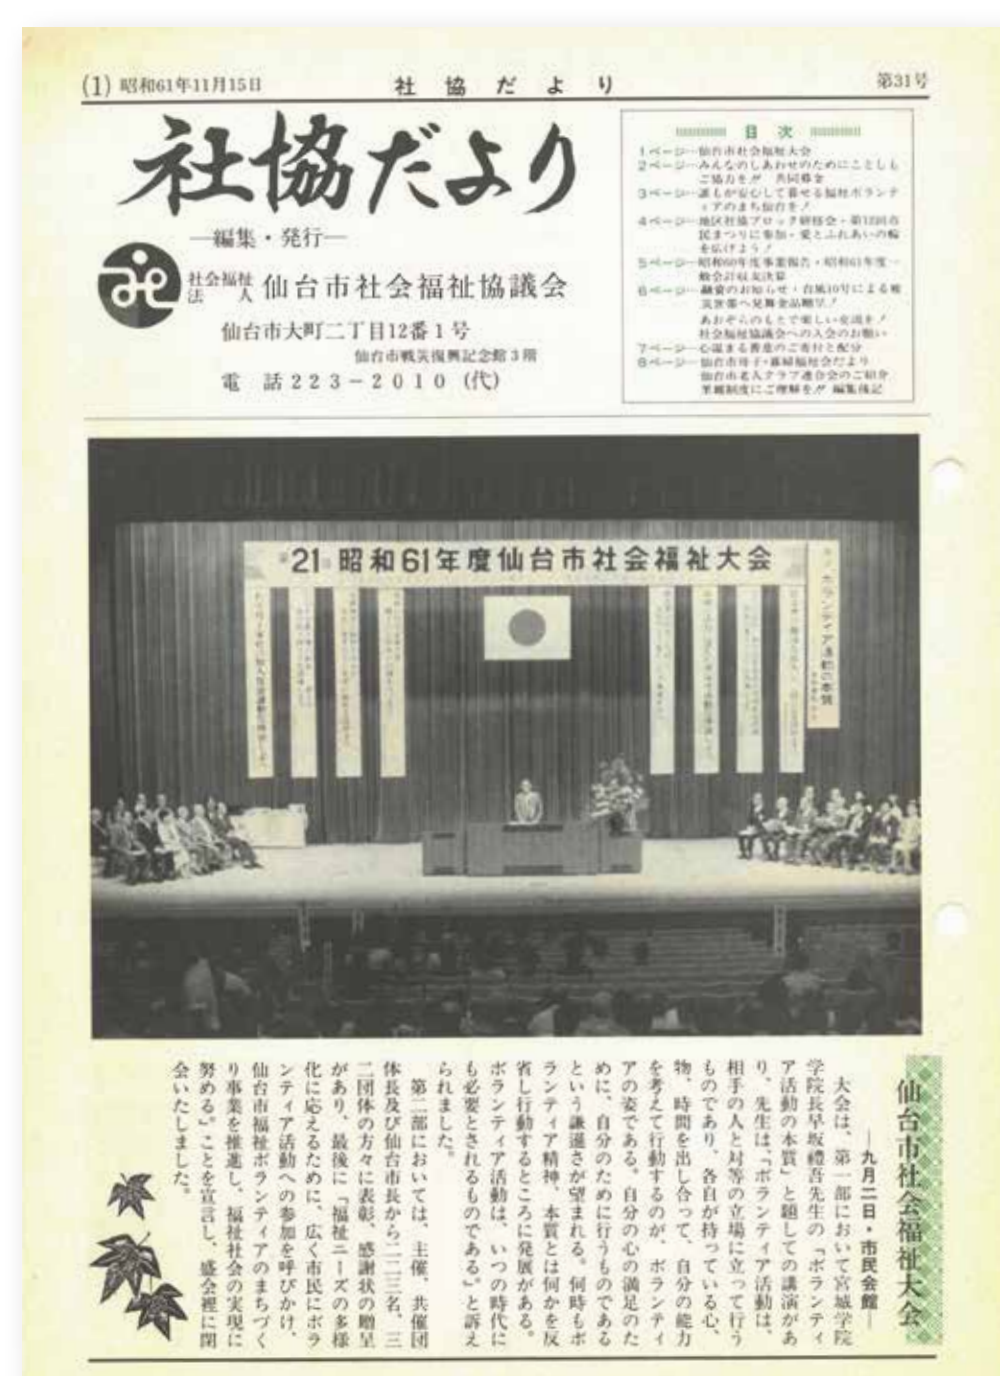 (1) 昭和61年11月15日
社協だより
第31号
社協だより
―編集・発行―
社会福祉法人 仙台市社会福祉協議会
仙台市大町二丁目12番1号
仙台市戦災復興記念館3階
電話223-2010(代)
目次
1ページ…仙台市社会福祉大会
2ページ…みんなのしあわせのためにことしも
ご協力を!! 共同募金
3ページ…誰もが安心して暮せる福祉ボランテ
ィアのまち仙台を!
4ページ…地区社協ブロック研修会・第12回市
民まつりに参加・愛とふれあいの輪
を広げよう!
5ページ…昭和60年度事業報告・昭和61年度一
般会計収支決算
6ページ…融資のお知らせ・台風10号による被
災世帯へ見舞金品贈呈!
あおぞらのもとで楽しい交流を!
社会福祉協議会への入会のお願い
7ページ…心温まる善意のご寄付と配分
8ページ…仙台市母子・寡婦福祉会だより
仙台市老人クラブ連合会のご紹介
里親制度にご理解を!! 編集後記
第21回昭和61年度仙台市社会福祉大会
ボランティア活動の本質
仙台市社会福祉大会
―九月二日・市民会館―
大会は、第一部において宮城学院
学院長早坂禮吾先生の「ボランティ
ア活動の本質」と題しての講演があ
り、先生は、「ボランティア活動は、
相手の人と対等の立場に立って行う
ものであり、各自が持っている心、
物、時間を出し合って、自分の能力
を考えて行動するのが、ボランティ
アの姿である。自分の心の満足のた
めに、自分のために行うものである
という謙遜さが望まれる。何時もボ
ランティア精神、本質とは何かを反
省し行動するところに発展がある。
ボランティア活動は、いつの時代に
も必要とされるものである。」と訴え
られました。
第二部においては、主催、共催団
体長及び仙台市長から二二三名、三
二団体の方々に表彰、感謝状の贈呈
があり、最後に「福祉ニーズの多様
化に応えるために、広く市民にボラ
ンティア活動への参加を呼びかけ、
仙台市福祉ボランティアのまちづく
り事業を推進し、福祉社会の実現に
努める。」ことを宣言し、盛会裡に閉
会いたしました。